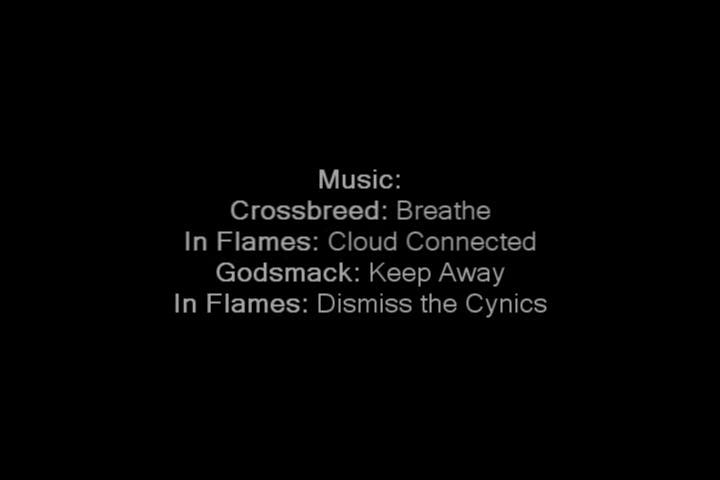 Music:
Crossbreed: Breathe
In Flames: Cloud Connected
Godsmack: Keep Away
In Flames: Dismiss the Cynics